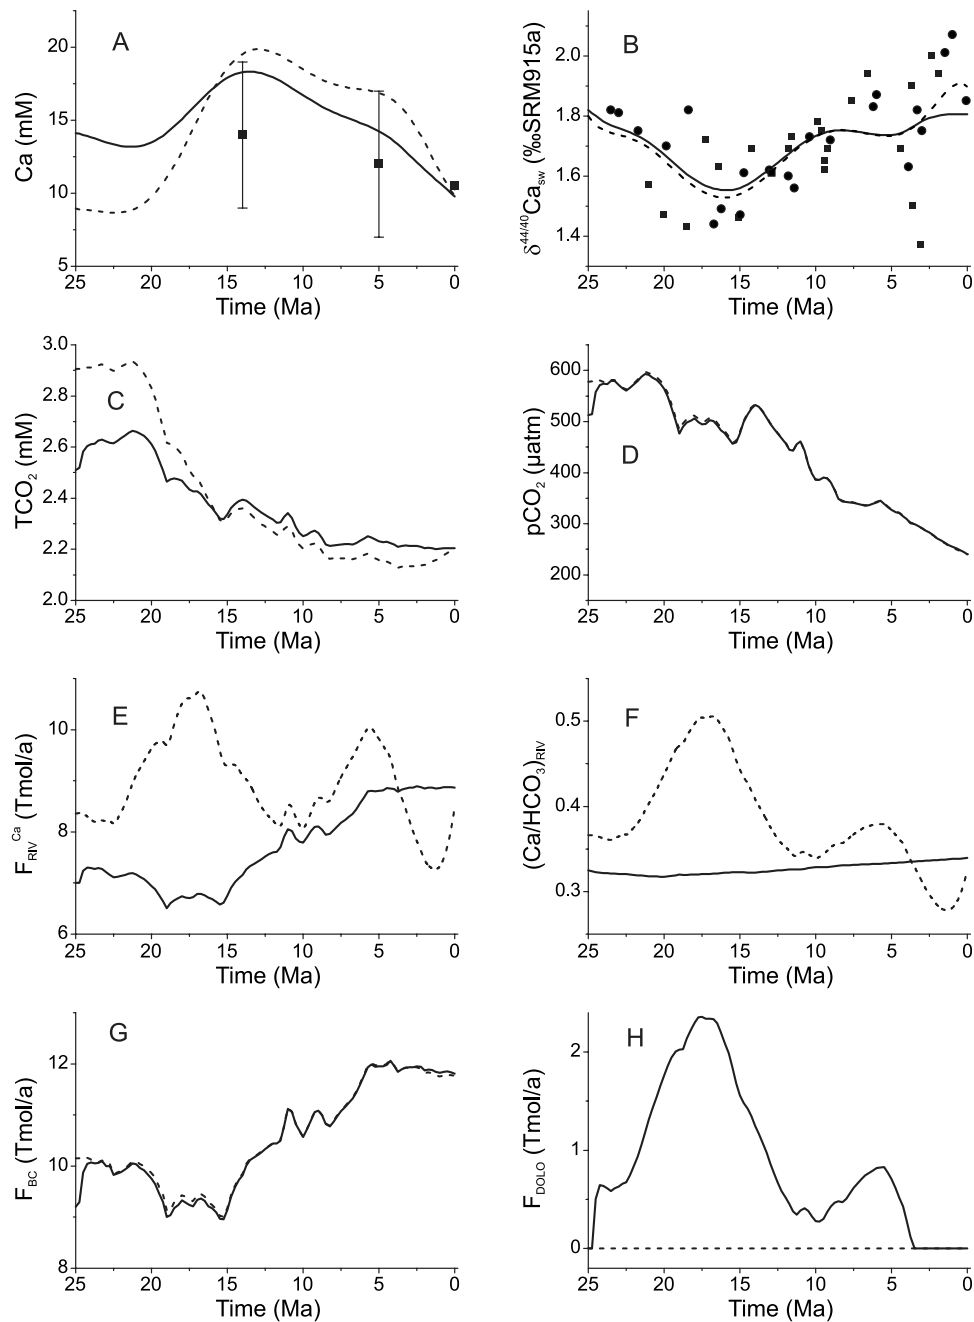 A
Ca (mM)
20
15
10
5
25 20 15 10 5 0
Time (Ma)
B
δ44/40Casw (‰SRM915a)
2.0
1.8
1.6
1.4
25 20 15 10 5 0
Time (Ma)
C
TCO2 (mM)
3.0
2.8
2.6
2.4
2.2
2.0
25 20 15 10 5 0
Time (Ma)
D
pCO2 (µatm)
600
500
400
300
200
25 20 15 10 5 0
Time (Ma)
E
FRIVCa (Tmol/a)
10
8
6
25 20 15 10 5 0
Time (Ma)
F
(Ca/HCO3)RIV
0.5
0.4
0.3
25 20 15 10 5 0
Time (Ma)
G
FBC (Tmol/a)
12
10
8
25 20 15 10 5 0
Time (Ma)
H
FDOLO (Tmol/a)
2
1
0
25 20 15 10 5 0
Time (Ma)